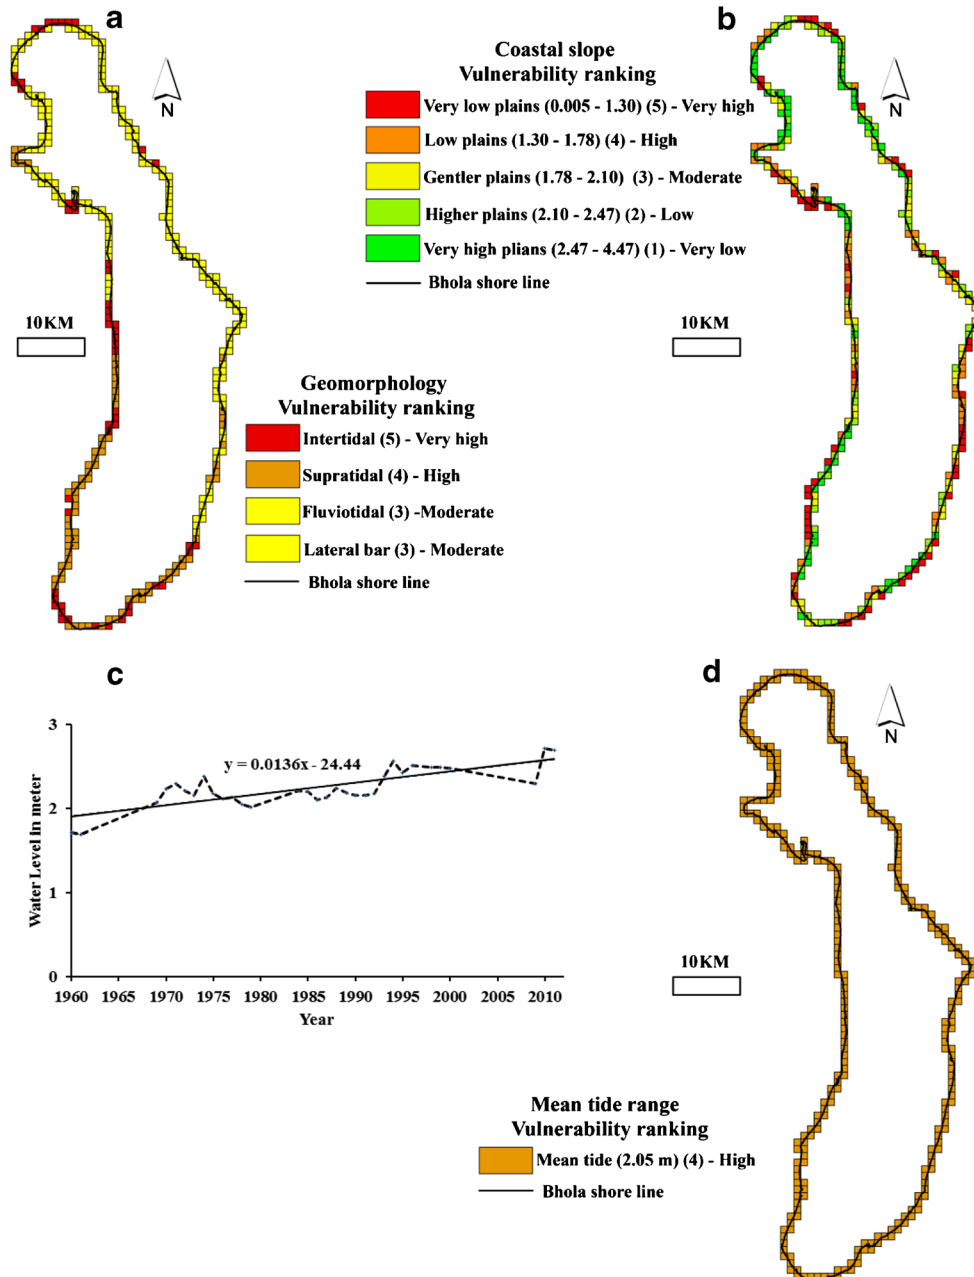 a
N
10KM
Geomorphology
Vulnerability ranking
Intertidal (5) - Very high
Supratidal (4) - High
Fluviotidal (3) -Moderate
Lateral bar (3) - Moderate
Bhola shore line
b
Coastal slope
Vulnerability ranking
Very low plains (0.005 - 1.30) (5) - Very high
Low plains (1.30 - 1.78) (4) - High
Gentler plains (1.78 - 2.10) (3) - Moderate
Higher plains (2.10 - 2.47) (2) - Low
Very high plians (2.47 - 4.47) (1) - Very low
Bhola shore line
N
10KM
c
3
2
1
0
Water Level in meter
y = 0.0136x - 24.44
1960 1965 1970 1975 1980 1985 1990 1995 2000 2005 2010
Year
d
N
10KM
Mean tide range
Vulnerability ranking
Mean tide (2.05 m) (4) - High
Bhola shore line